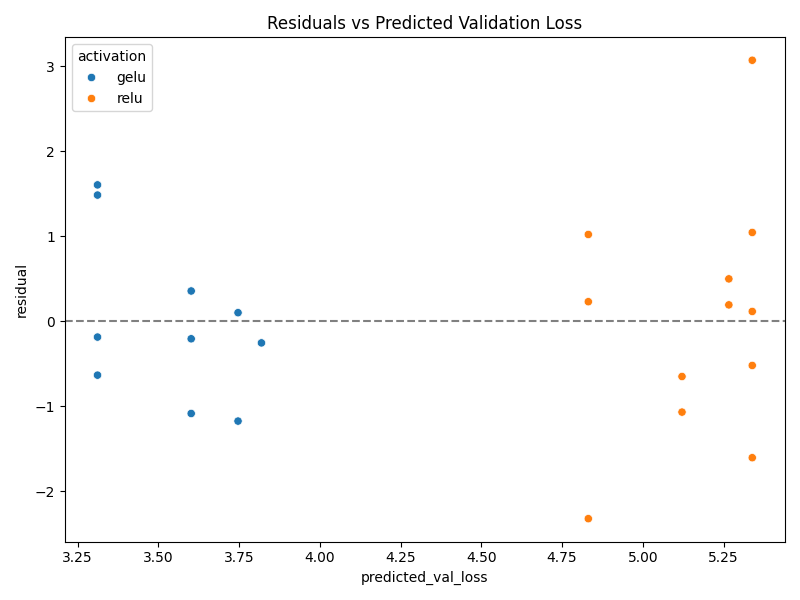 Residuals vs Predicted Validation Loss
activation
gelu
relu
residual
3
2
1
0
−1
−2
3.25 3.50 3.75 4.00 4.25 4.50 4.75 5.00 5.25
predicted_val_loss